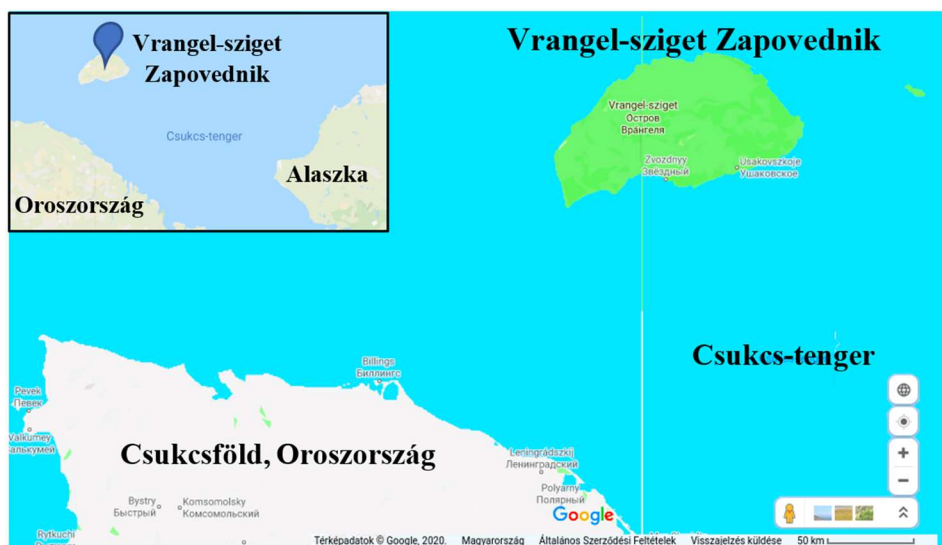 Vrangel-sziget
Zapovednik
Csukcs-tenger
Alaszka
Oroszország
Vrangel-sziget Zapovednik
Vrangel-sziget
Остров
Врангеля
Zvozdnyy
Звёздный
Usakovszkoje
Ушаковское
Csukcs-tenger
Billings
Биллингс
Pevek
Певек
Valkumey
Валькумей
Csukcsföld, Oroszország
Leningrádszkij
Ленинградский
Polyarny
Полярный
Bystry
Быстрый
Komsomolsky
Комсомольский
Rytkuchi
Google
Térképadatok © Google, 2020. Magyarország Általános Szerződési Feltételek Visszajelzés küldése 50 km